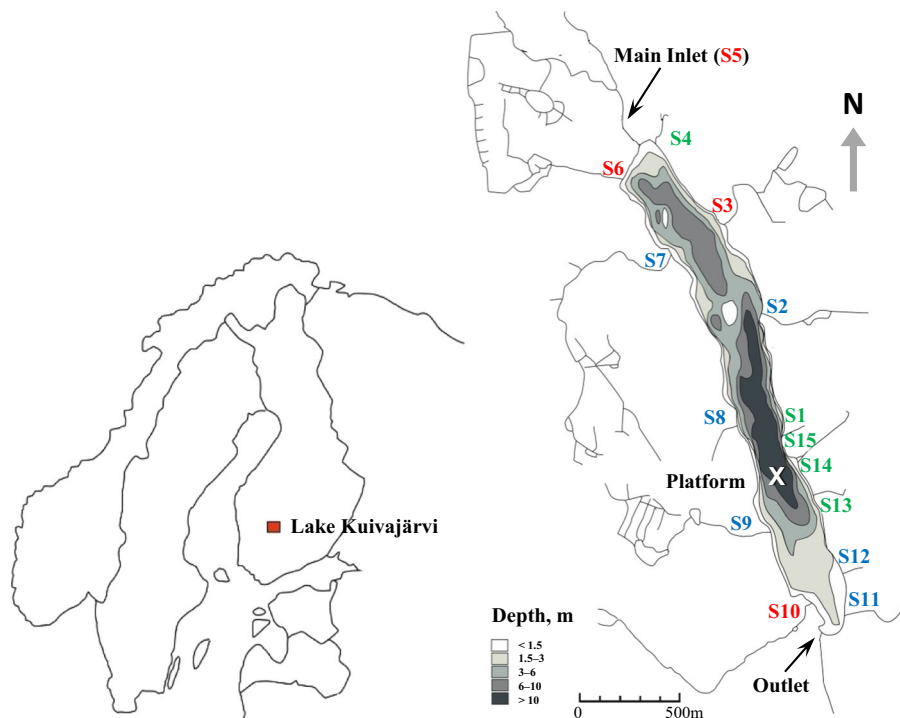 Main Inlet (S5)
N
S4
S6
S3
S7
S2
S8
S1
S15
S14
Platform
X
S13
S9
Lake Kuivajärvi
S12
S10
S11
Depth, m
< 1.5
1.5–3
3–6
6–10
> 10
Outlet
0
500m